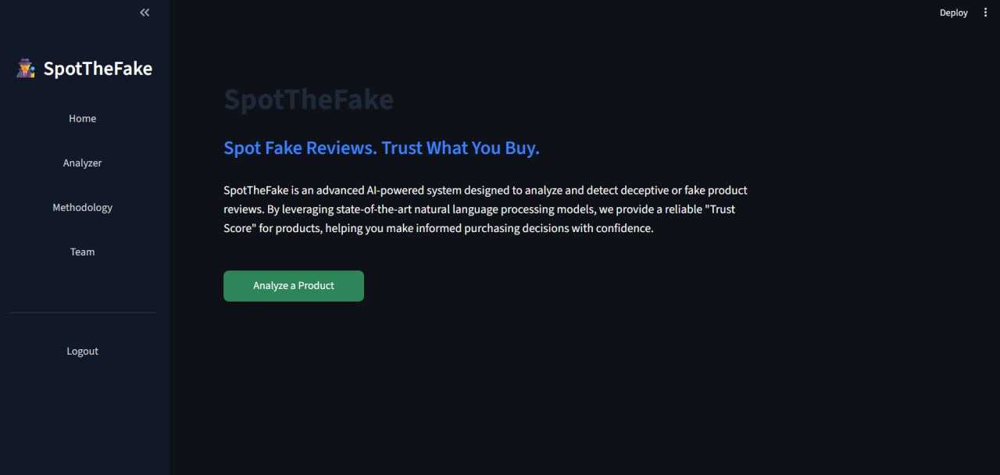 Deploy
SpotTheFake
Home
Analyzer
Methodology
Team
Logout
SpotTheFake
Spot Fake Reviews. Trust What You Buy.
SpotTheFake is an advanced AI-powered system designed to analyze and detect deceptive or fake product
reviews. By leveraging state-of-the-art natural language processing models, we provide a reliable "Trust
Score" for products, helping you make informed purchasing decisions with confidence.
Analyze a Product